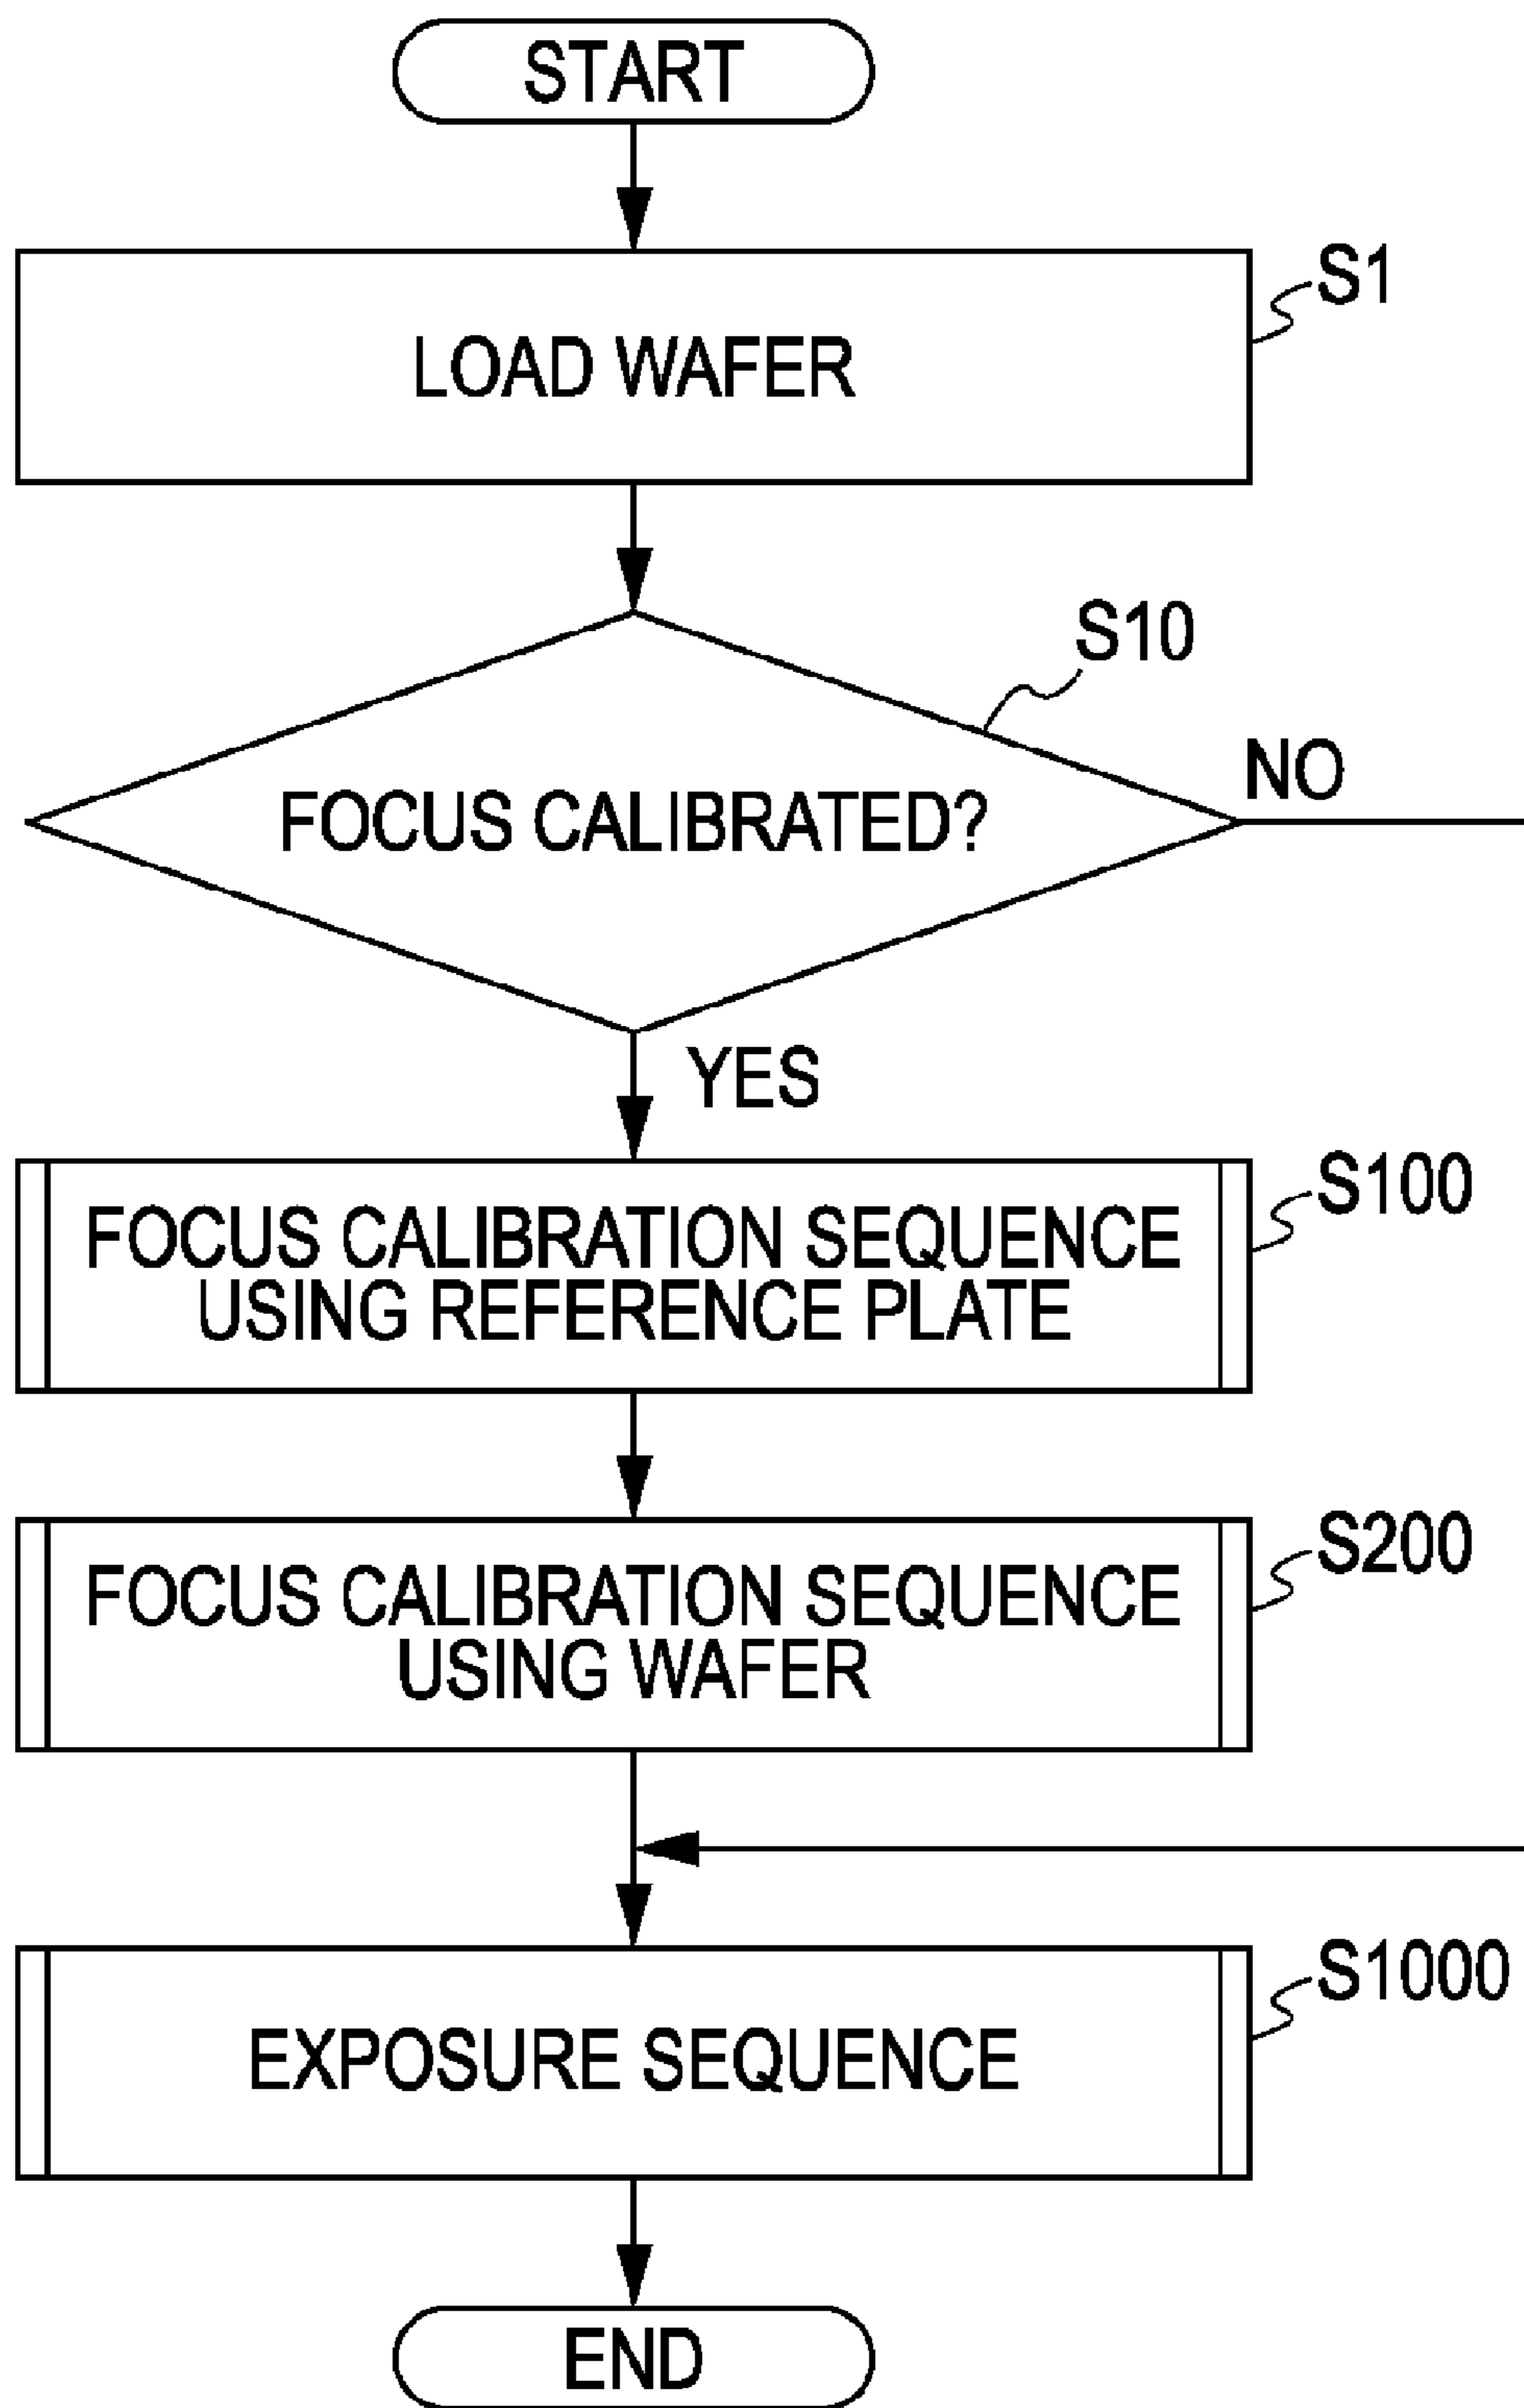 START
LOAD WAFER
S1
S10
FOCUS CALIBRATED?
NO
YES
FOCUS CALIBRATION SEQUENCE
USING REFERENCE PLATE
S100
FOCUS CALIBRATION SEQUENCE
USING WAFER
S200
EXPOSURE SEQUENCE
S1000
END